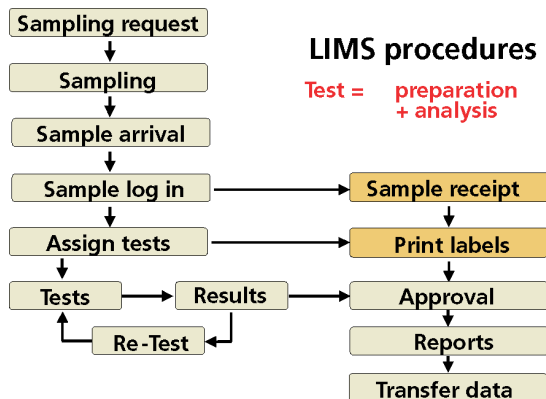 Sampling request
LIMS procedures
Sampling
Test = preparation
+ analysis
Sample arrival
Sample log in
Sample receipt
Assign tests
Print labels
Tests
Results
Approval
Re-Test
Reports
Transfer data